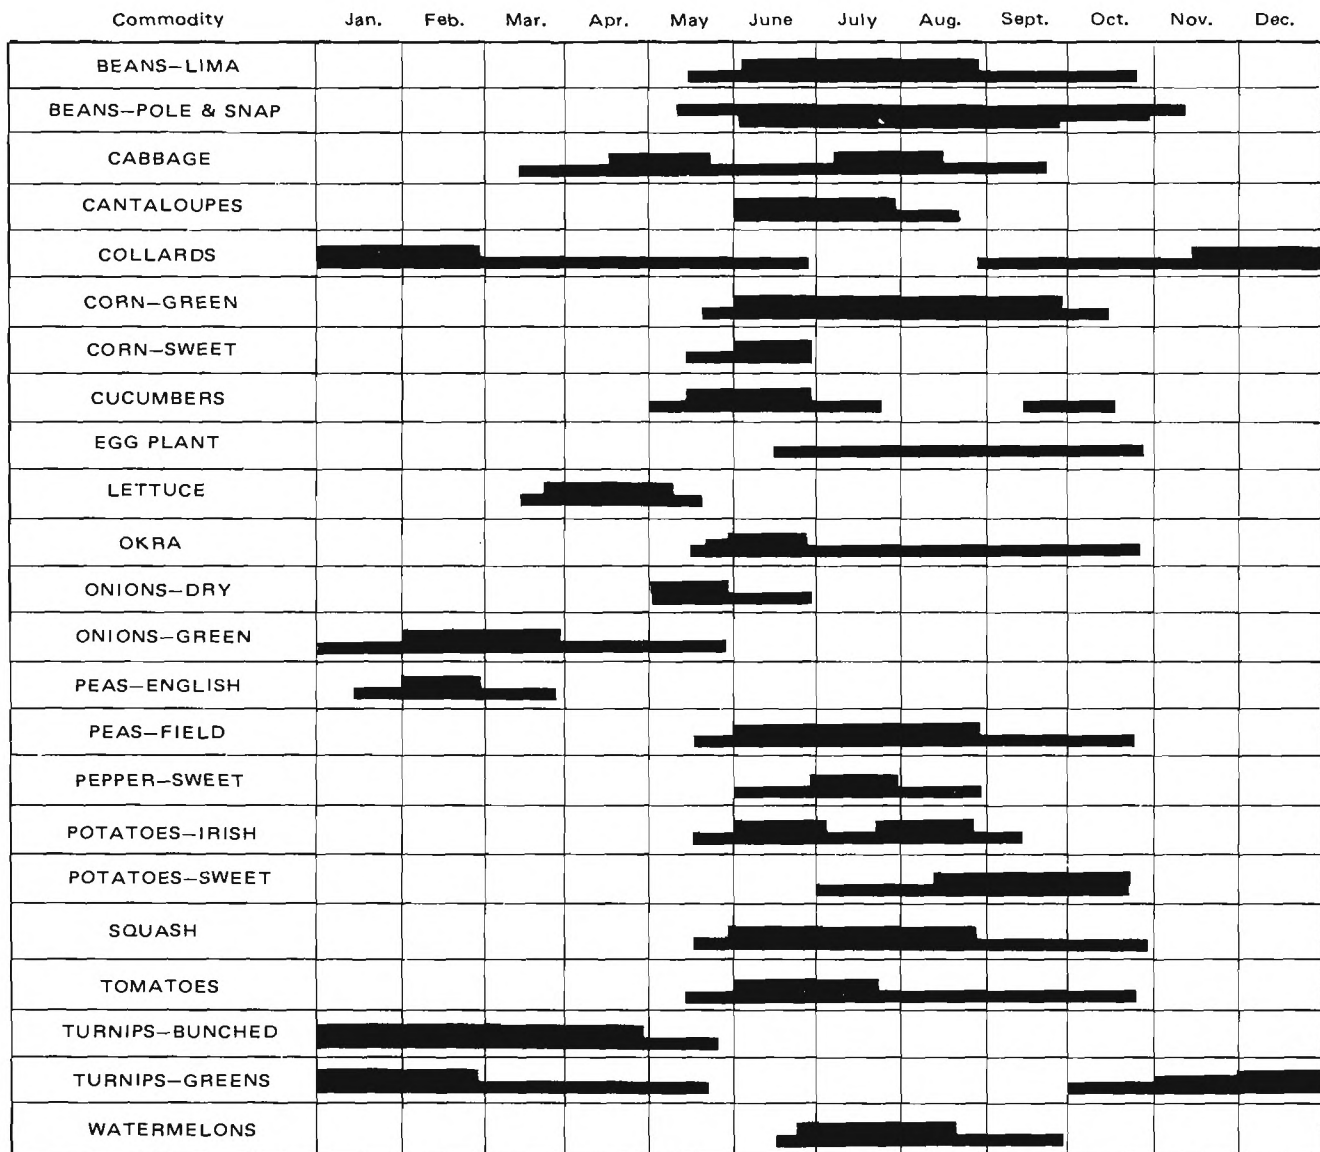 Commodity Jan. Feb. Mar. Apr. May June July Aug. Sept. Oct. Nov. Dec.
BEANS–LIMA
BEANS–POLE & SNAP
CABBAGE
CANTALOUPES
COLLARDS
CORN–GREEN
CORN–SWEET
CUCUMBERS
EGG PLANT
LETTUCE
OKRA
ONIONS–DRY
ONIONS–GREEN
PEAS–ENGLISH
PEAS–FIELD
PEPPER–SWEET
POTATOES–IRISH
POTATOES–SWEET
SQUASH
TOMATOES
TURNIPS–BUNCHED
TURNIPS–GREENS
WATERMELONS